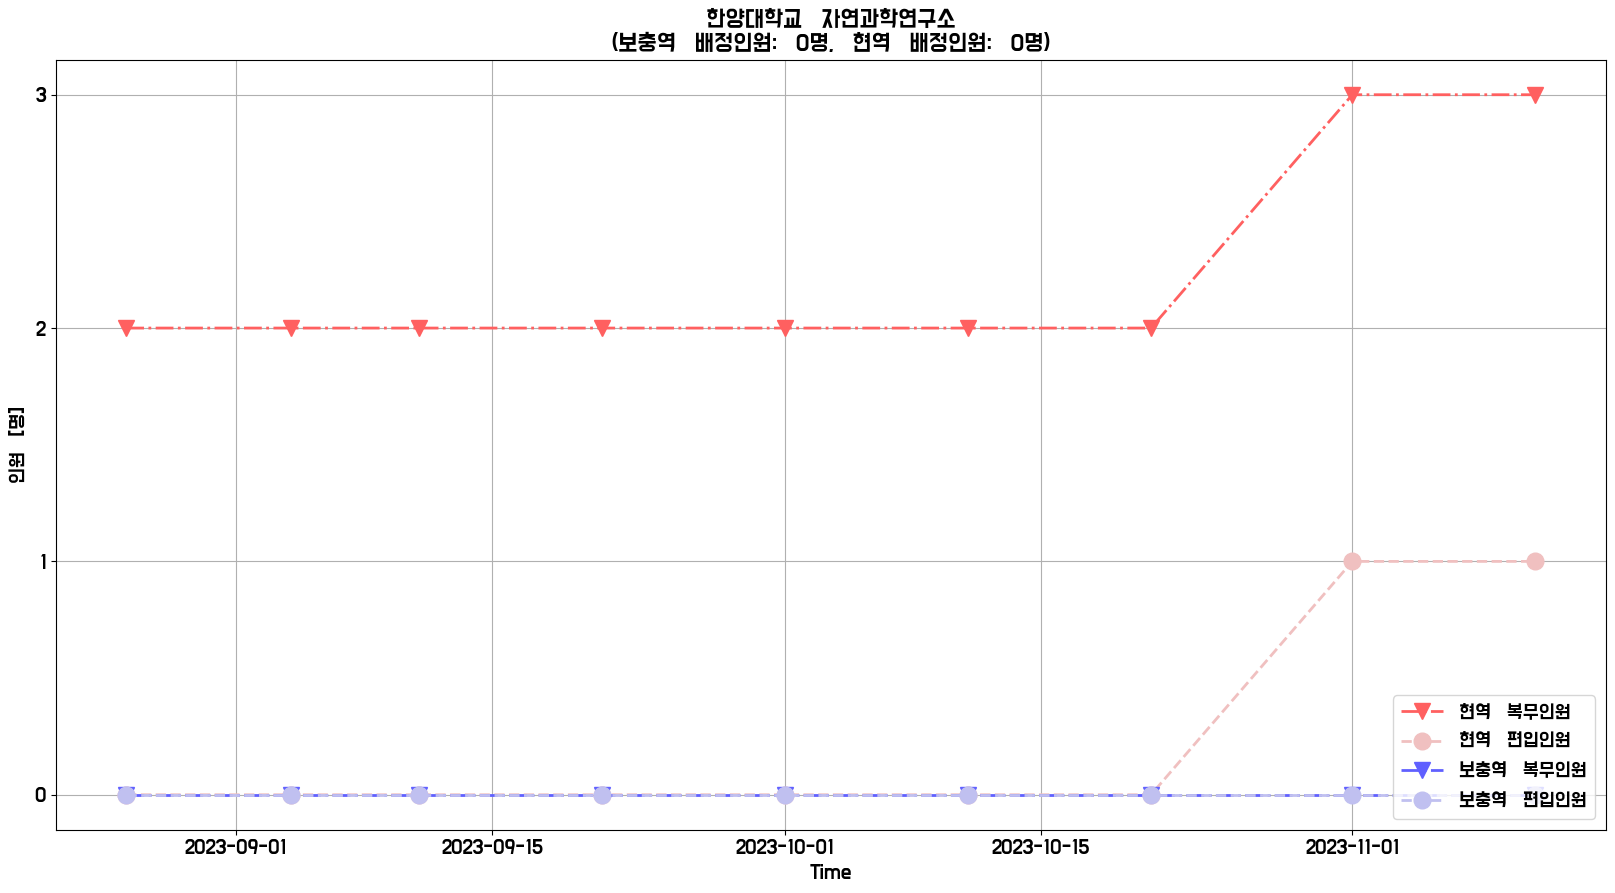 한양대학교 자연과학연구소
(보충역 배정인원: 0명, 현역 배정인원: 0명)
인원 [명]
3
2
1
0
2023-09-01
2023-09-15
2023-10-01
2023-10-15
2023-11-01
Time
현역 복무인원
현역 편입인원
보충역 복무인원
보충역 편입인원